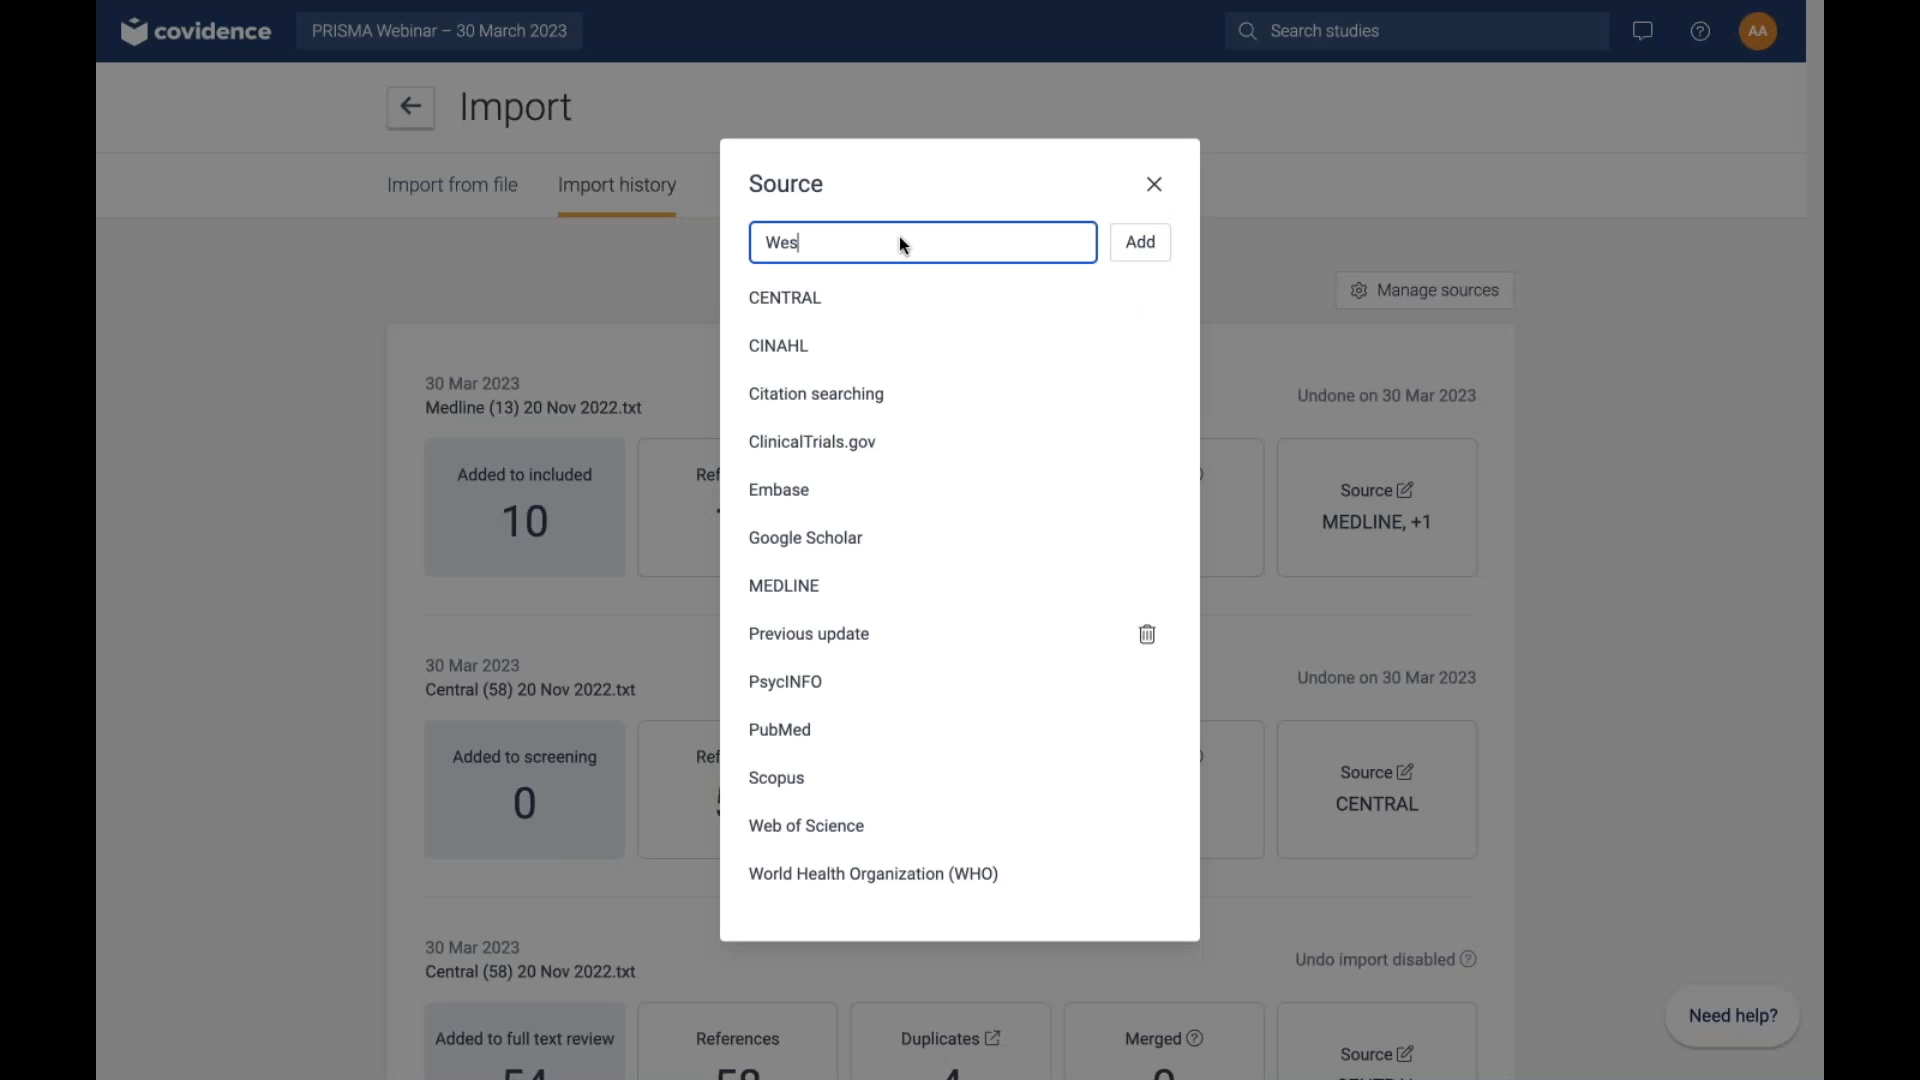 covidence
PRISMA Webinar – 30 March 2023
Search studies
AA
Import
Import from file
Import history
Manage sources
Source
Wes
Add
CENTRAL
CINAHL
Citation searching
ClinicalTrials.gov
Embase
Google Scholar
MEDLINE
Previous update
PsycINFO
PubMed
Scopus
Web of Science
World Health Organization (WHO)
30 Mar 2023
Medline (13) 20 Nov 2022.txt
Undone on 30 Mar 2023
Added to included
10
Source
MEDLINE, +1
30 Mar 2023
Central (58) 20 Nov 2022.txt
Undone on 30 Mar 2023
Added to screening
0
Source
CENTRAL
30 Mar 2023
Central (58) 20 Nov 2022.txt
Undo import disabled
Added to full text review
54
References
58
Duplicates
4
Merged
0
Source
Need help?